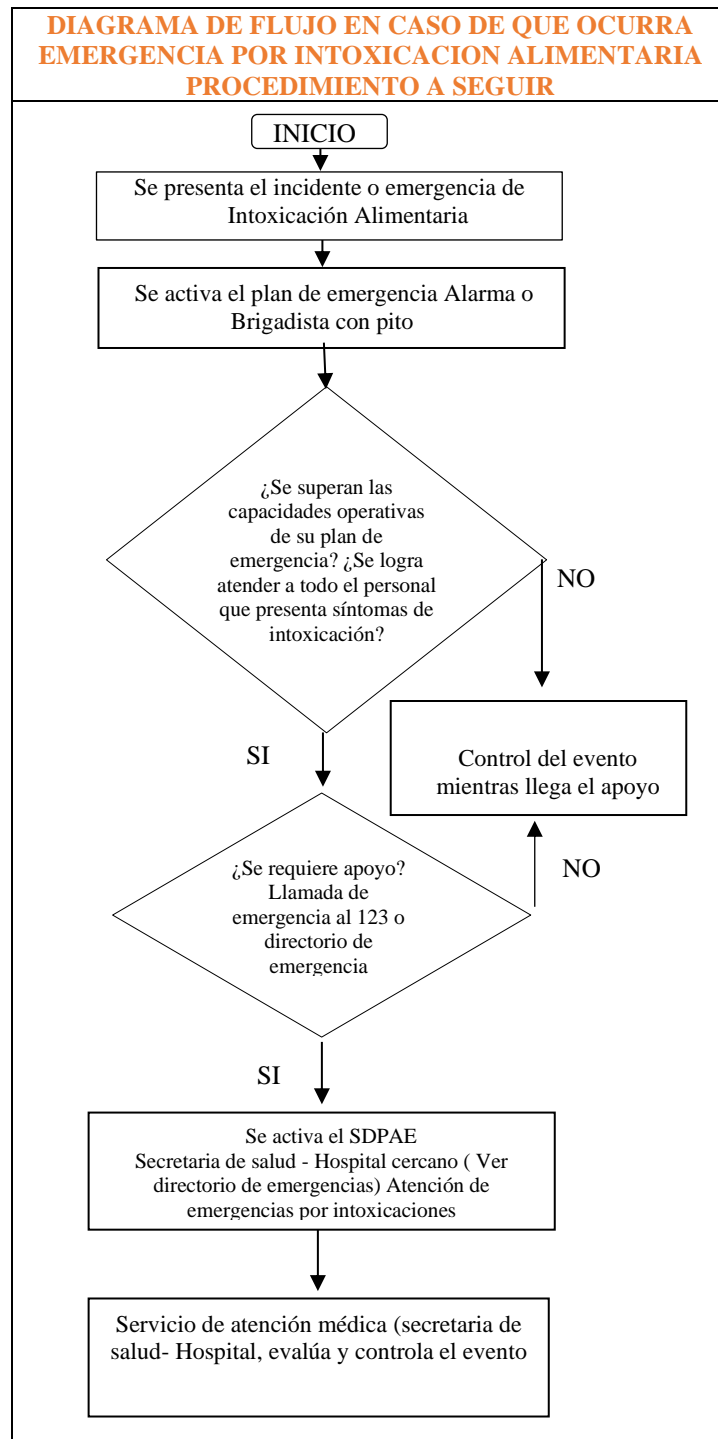 DIAGRAMA DE FLUJO EN CASO DE QUE OCURRA
EMERGENCIA POR INTOXICACION ALIMENTARIA
PROCEDIMIENTO A SEGUIR
INICIO
Se presenta el incidente o emergencia de
Intoxicación Alimentaria
Se activa el plan de emergencia Alarma o
Brigadista con pito
¿Se superan las
capacidades operativas
de su plan de
emergencia? ¿Se logra
atender a todo el personal
que presenta síntomas de
intoxicación?
NO
SI
Control del evento
mientras llega el apoyo
¿Se requiere apoyo?
Llamada de
emergencia al 123 o
directorio de
emergencia
NO
SI
Se activa el SDPAE
Secretaria de salud - Hospital cercano ( Ver
directorio de emergencias) Atención de
emergencias por intoxicaciones
Servicio de atención médica (secretaria de
salud- Hospital, evalúa y controla el evento